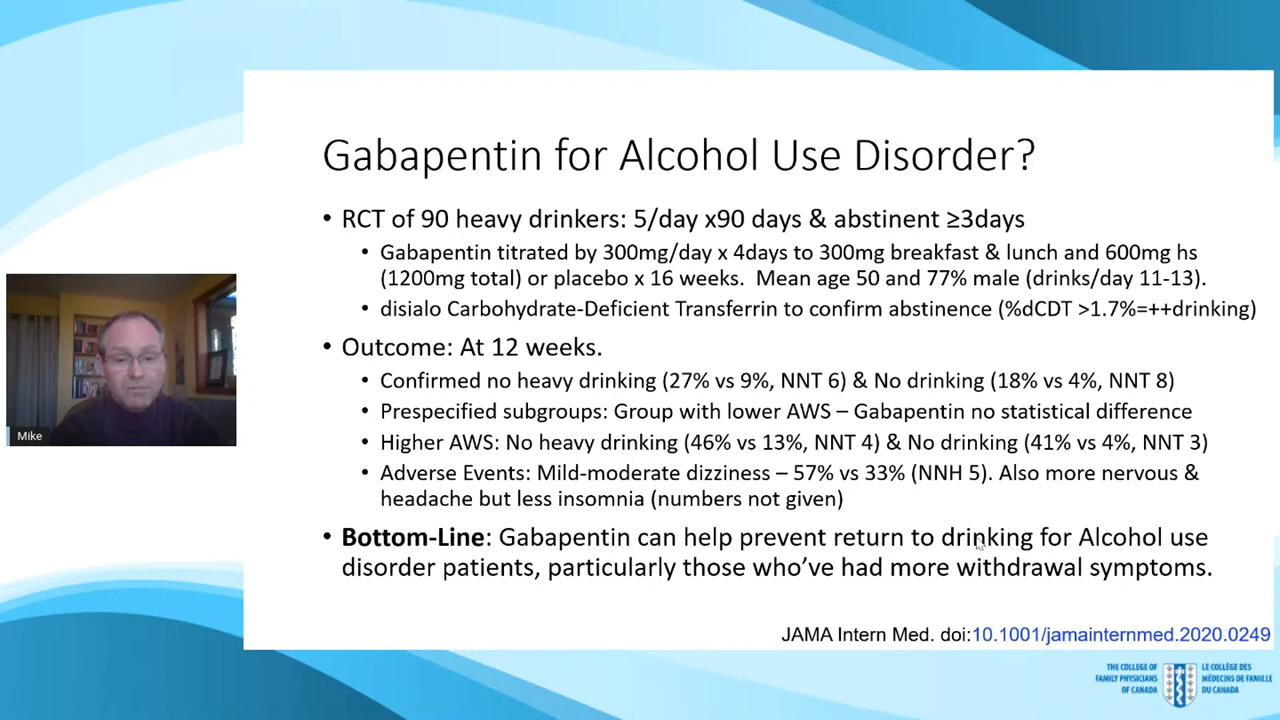 Gabapentin for Alcohol Use Disorder?
• RCT of 90 heavy drinkers: 5/day x90 days & abstinent ≥3days
• Gabapentin titrated by 300mg/day x 4days to 300mg breakfast & lunch and 600mg hs
(1200mg total) or placebo x 16 weeks.  Mean age 50 and 77% male (drinks/day 11-13).
• disialo Carbohydrate-Deficient Transferrin to confirm abstinence (%dCDT >1.7%=++drinking)
• Outcome: At 12 weeks.
• Confirmed no heavy drinking (27% vs 9%, NNT 6) & No drinking (18% vs 4%, NNT 8)
• Prespecified subgroups: Group with lower AWS – Gabapentin no statistical difference
• Higher AWS: No heavy drinking (46% vs 13%, NNT 4) & No drinking (41% vs 4%, NNT 3)
• Adverse Events: Mild-moderate dizziness – 57% vs 33% (NNH 5). Also more nervous &
headache but less insomnia (numbers not given)
• Bottom-Line: Gabapentin can help prevent return to drinking for Alcohol use
disorder patients, particularly those who’ve had more withdrawal symptoms.
Mike
JAMA Intern Med. doi:10.1001/jamainternmed.2020.0249
THE COLLEGE OF
FAMILY PHYSICIANS
OF CANADA
LE COLLÈGE DES
MÉDECINS DE FAMILLE
DU CANADA